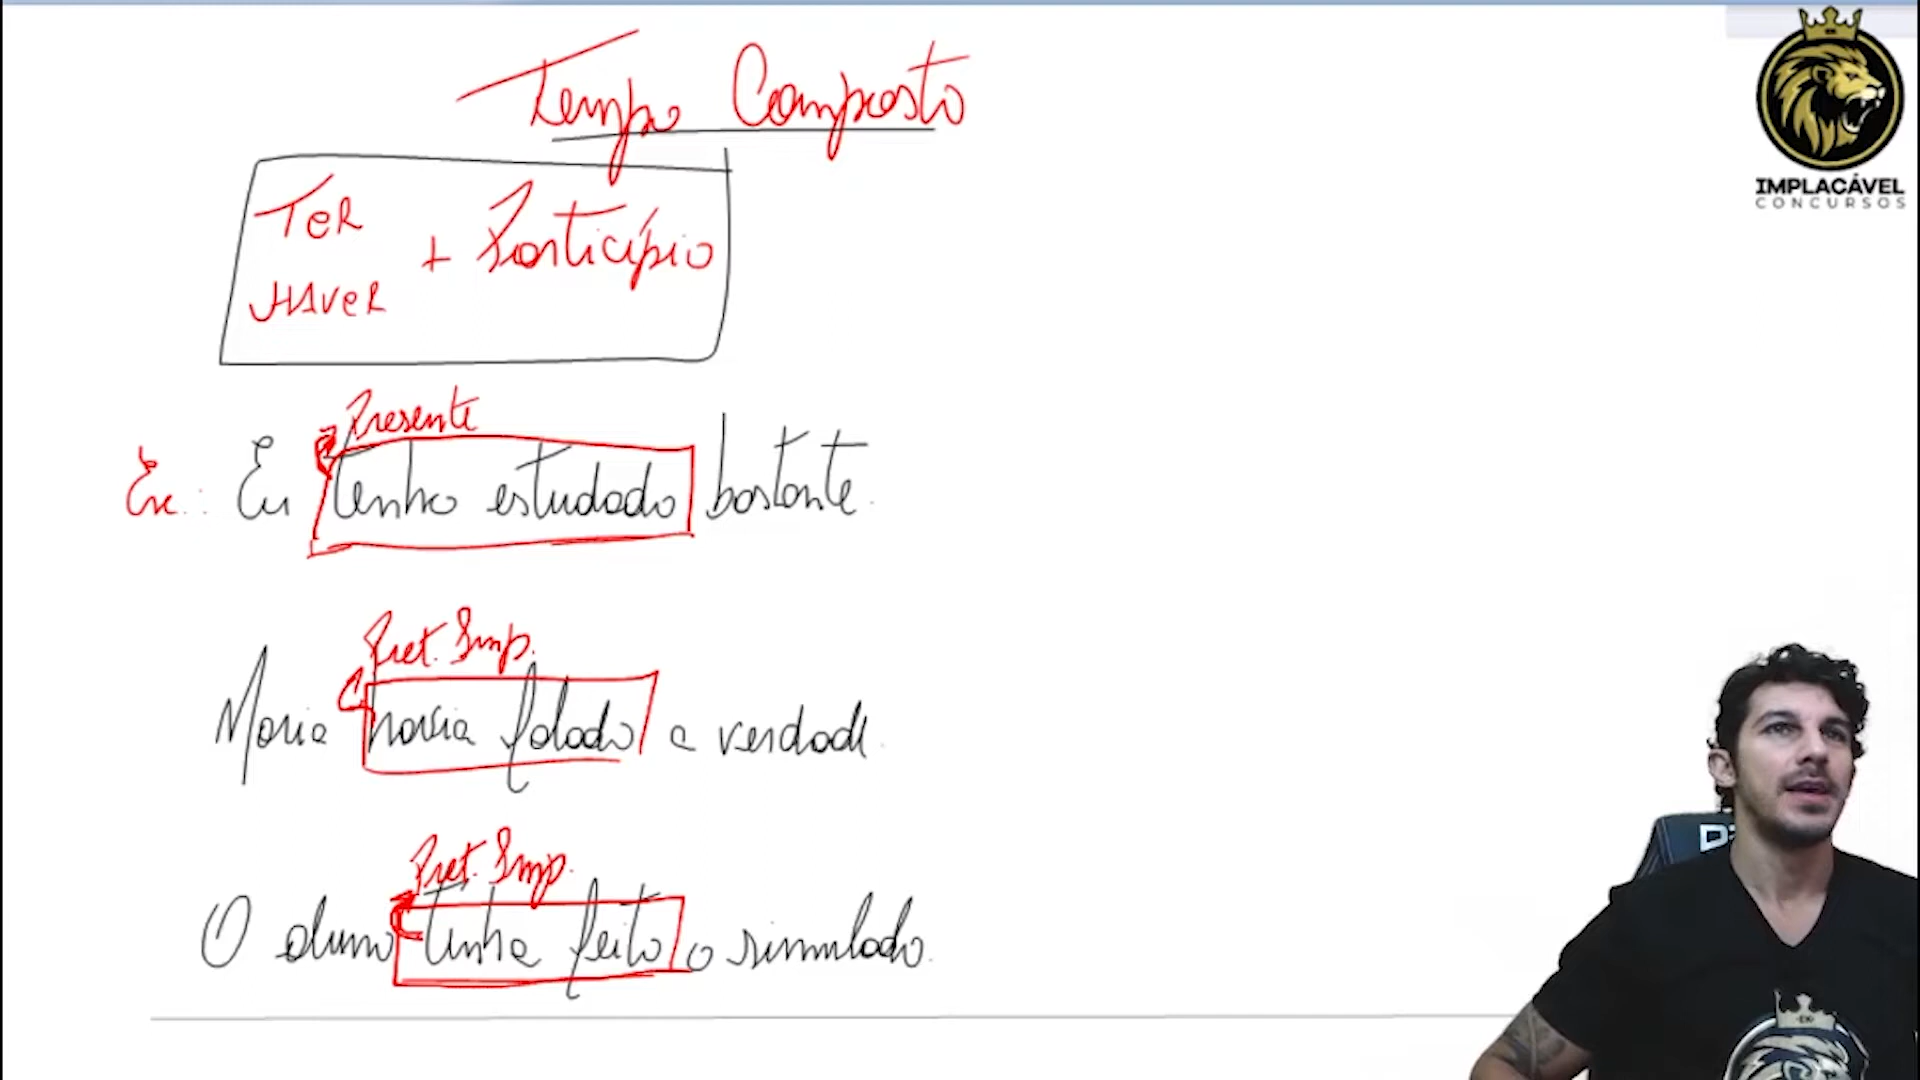 Tempo Composto
TER
+ Particípio
HAVER
Presente
Ex.: Eu tenho estudado bastante.
Pret. Imp.
Maria havia falado a verdade.
Pret. Imp.
O aluno tinha feito o simulado.
IMPLACÁVEL
CONCURSOS